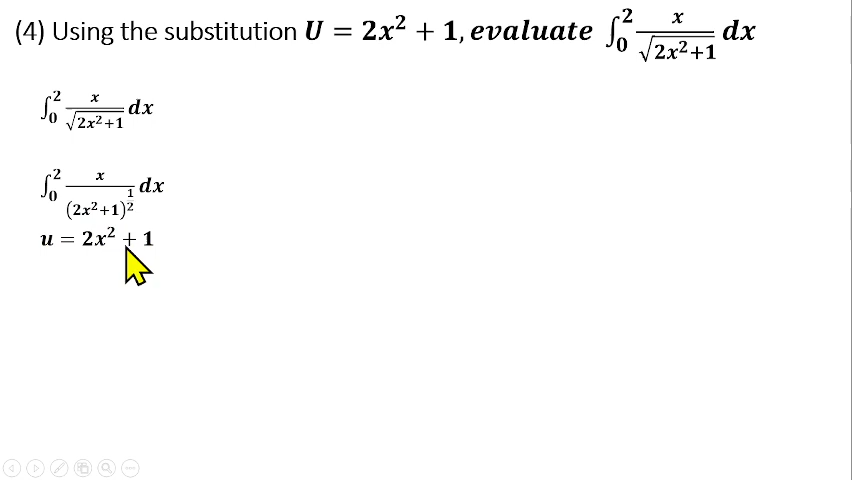 (4) Using the substitution U = 2x² + 1, evaluate ∫₀² x/√(2x²+1) dx
∫₀² x/√(2x²+1) dx
∫₀² x/(2x²+1)^(1/2) dx
u = 2x² + 1